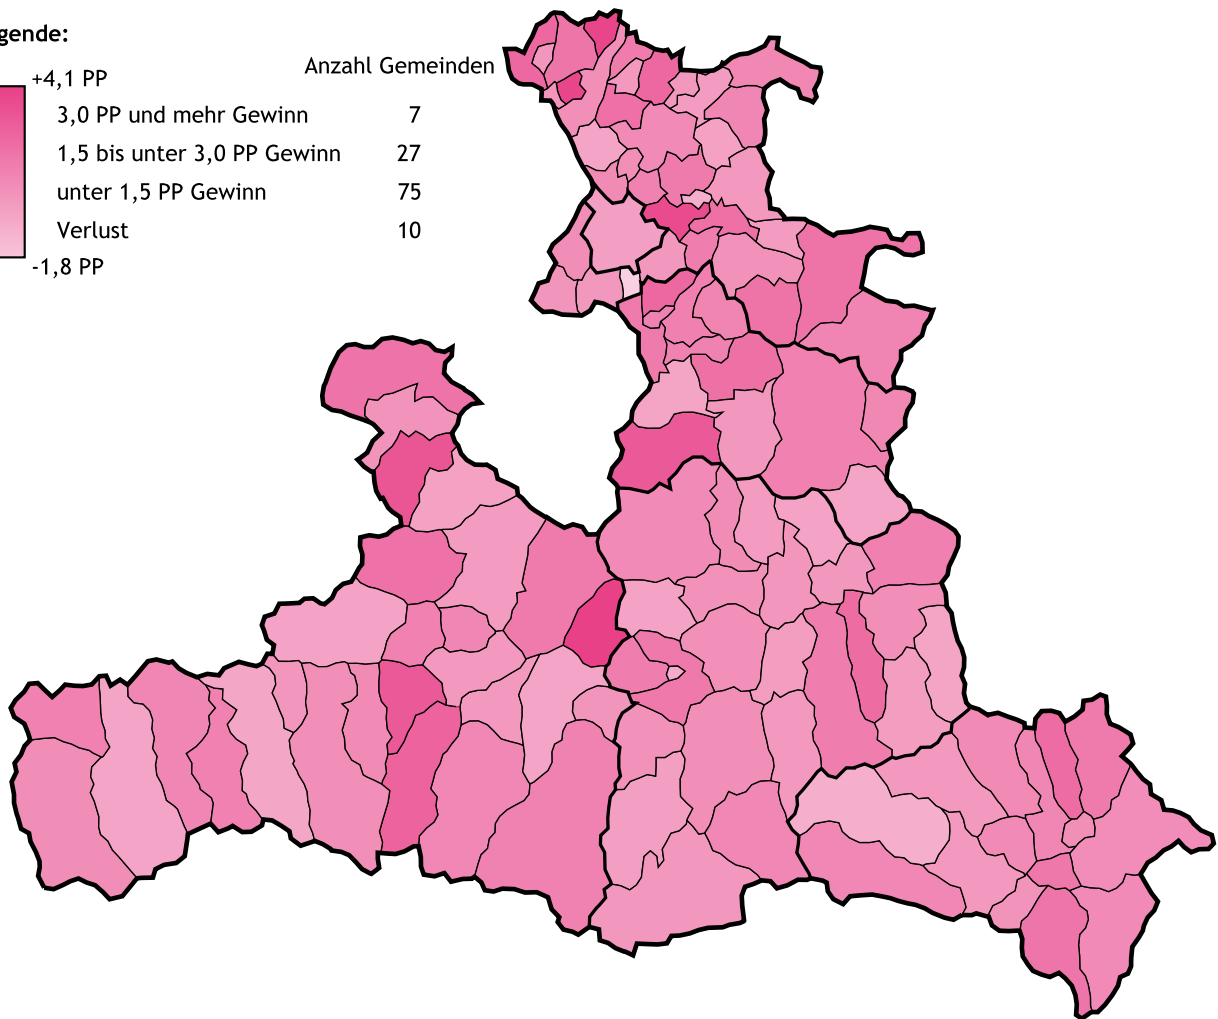 gende:
Anzahl Gemeinden
+4,1 PP
3,0 PP und mehr Gewinn 7
1,5 bis unter 3,0 PP Gewinn 27
unter 1,5 PP Gewinn 75
Verlust 10
-1,8 PP